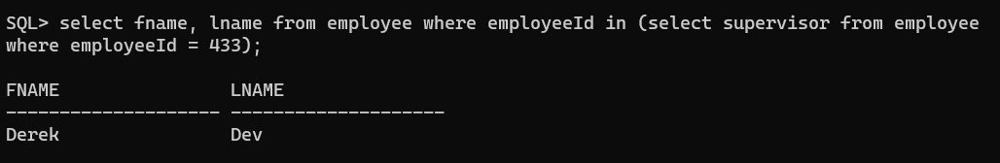 SQL> select fname, lname from employee where employeeId in (select supervisor from employee
where employeeId = 433);
FNAME                LNAME
-------------------- --------------------
Derek                Dev